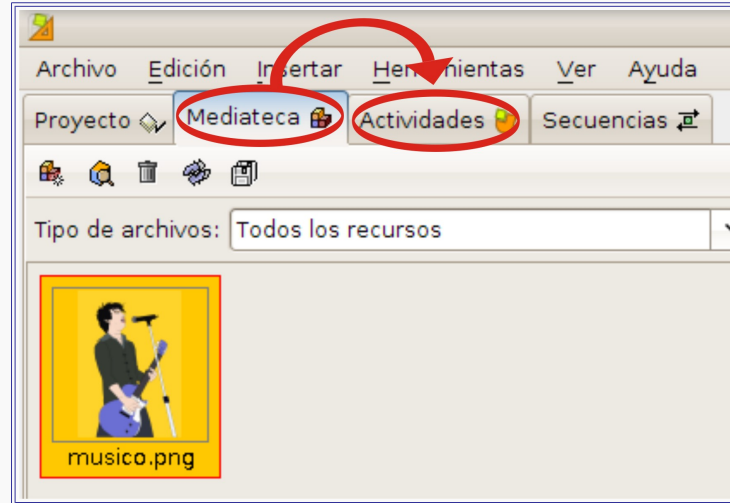 Archivo Edición Insertar Herramientas Ver Ayuda
Proyecto Mediateca Actividades Secuencias
Tipo de archivos: Todos los recursos
musico.png